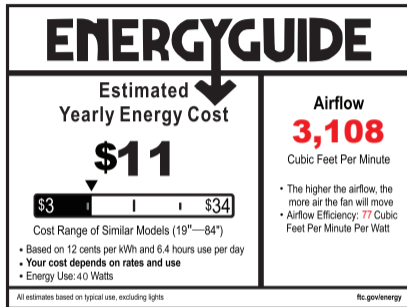 ENERGYGUIDE
Estimated
Yearly Energy Cost
$11
$3
$34
Cost Range of Similar Models (19"—84")
• Based on 12 cents per kWh and 6.4 hours use per day
• Your cost depends on rates and use
• Energy Use: 40 Watts
Airflow
3,108
Cubic Feet Per Minute
• The higher the airflow, the
more air the fan will move
• Airflow Efficiency: 77 Cubic
Feet Per Minute Per Watt
All estimates based on typical use, excluding lights
ftc.gov/energy